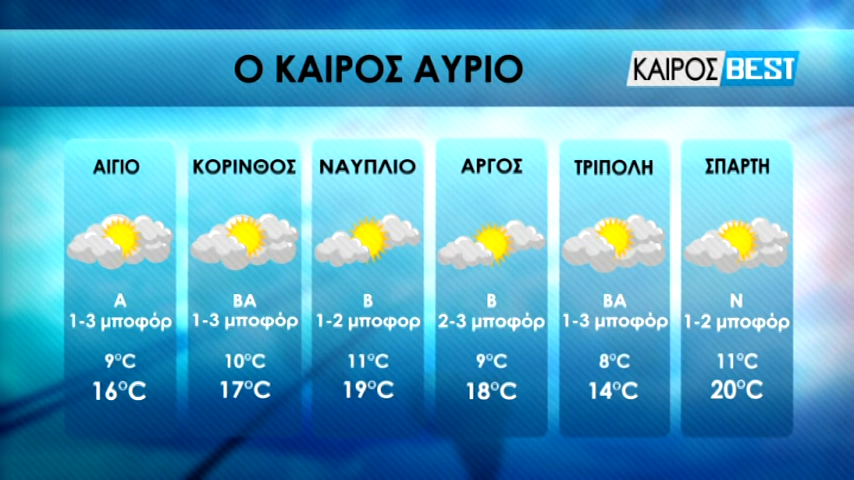 Ο ΚΑΙΡΟΣ ΑΥΡΙΟ
ΚΑΙΡΟΣ BEST
ΑΙΓΙΟ
Α
1-3 μποφόρ
9°C
16°C
ΚΟΡΙΝΘΟΣ
ΒΑ
1-3 μποφόρ
10°C
17°C
ΝΑΥΠΛΙΟ
Β
1-2 μποφορ
11°C
19°C
ΑΡΓΟΣ
Β
2-3 μποφόρ
9°C
18°C
ΤΡΙΠΟΛΗ
ΒΑ
1-3 μποφόρ
8°C
14°C
ΣΠΑΡΤΗ
Ν
1-2 μποφόρ
11°C
20°C